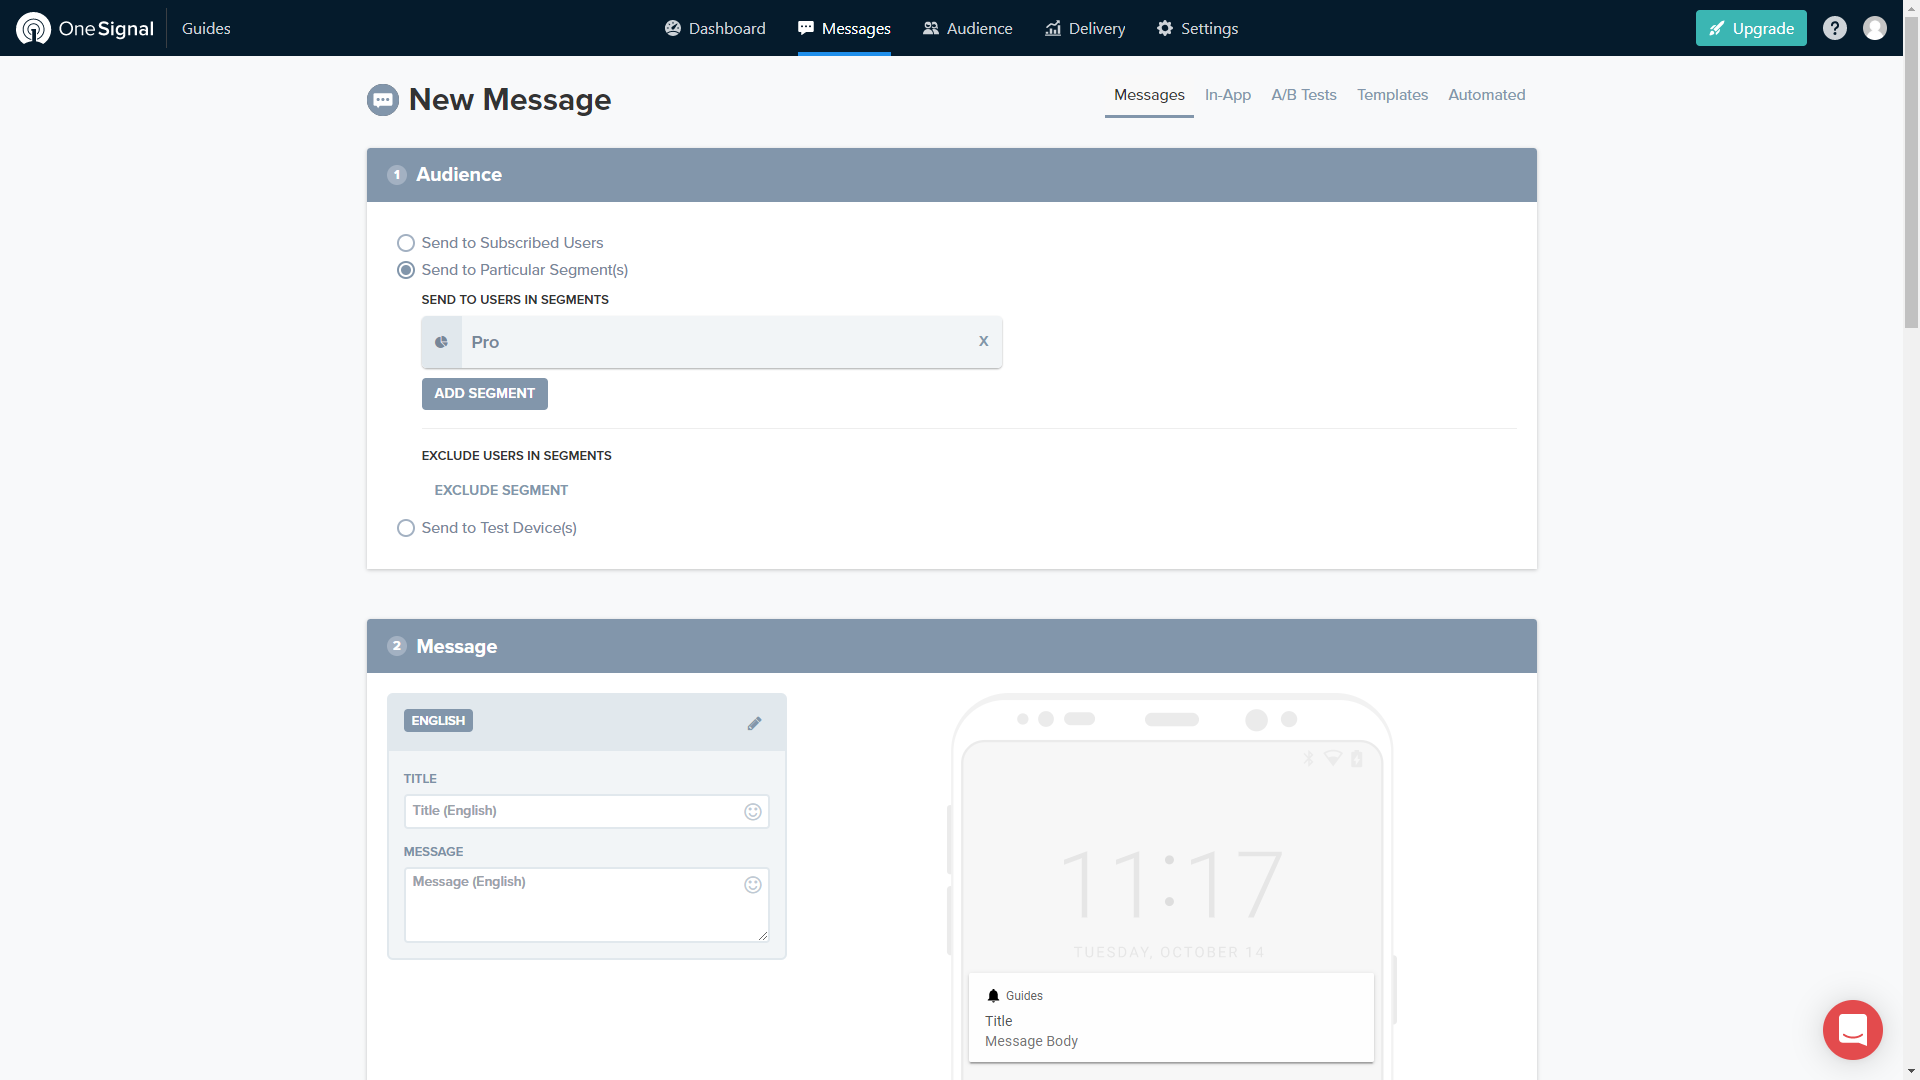 OneSignal Guides Dashboard Messages Audience Delivery Settings Upgrade ?
New Message Messages In-App A/B Tests Templates Automated
1 Audience
Send to Subscribed Users
Send to Particular Segment(s)
SEND TO USERS IN SEGMENTS
Pro X
ADD SEGMENT
EXCLUDE USERS IN SEGMENTS
EXCLUDE SEGMENT
Send to Test Device(s)
2 Message
ENGLISH
TITLE
Title (English)
MESSAGE
Message (English)
11:17
TUESDAY, OCTOBER 14
Guides
Title
Message Body